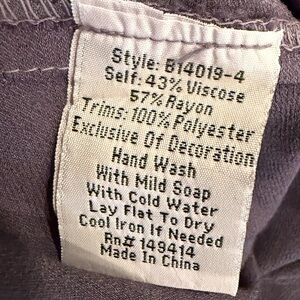 Style: B14019-4
Self: 43% Viscose
57% Rayon
Trims: 100% Polyester
Exclusive Of Decoration
Hand Wash
With Mild Soap
With Cold Water
Lay Flat To Dry
Cool Iron If Needed
Rn# 149414
Made In China